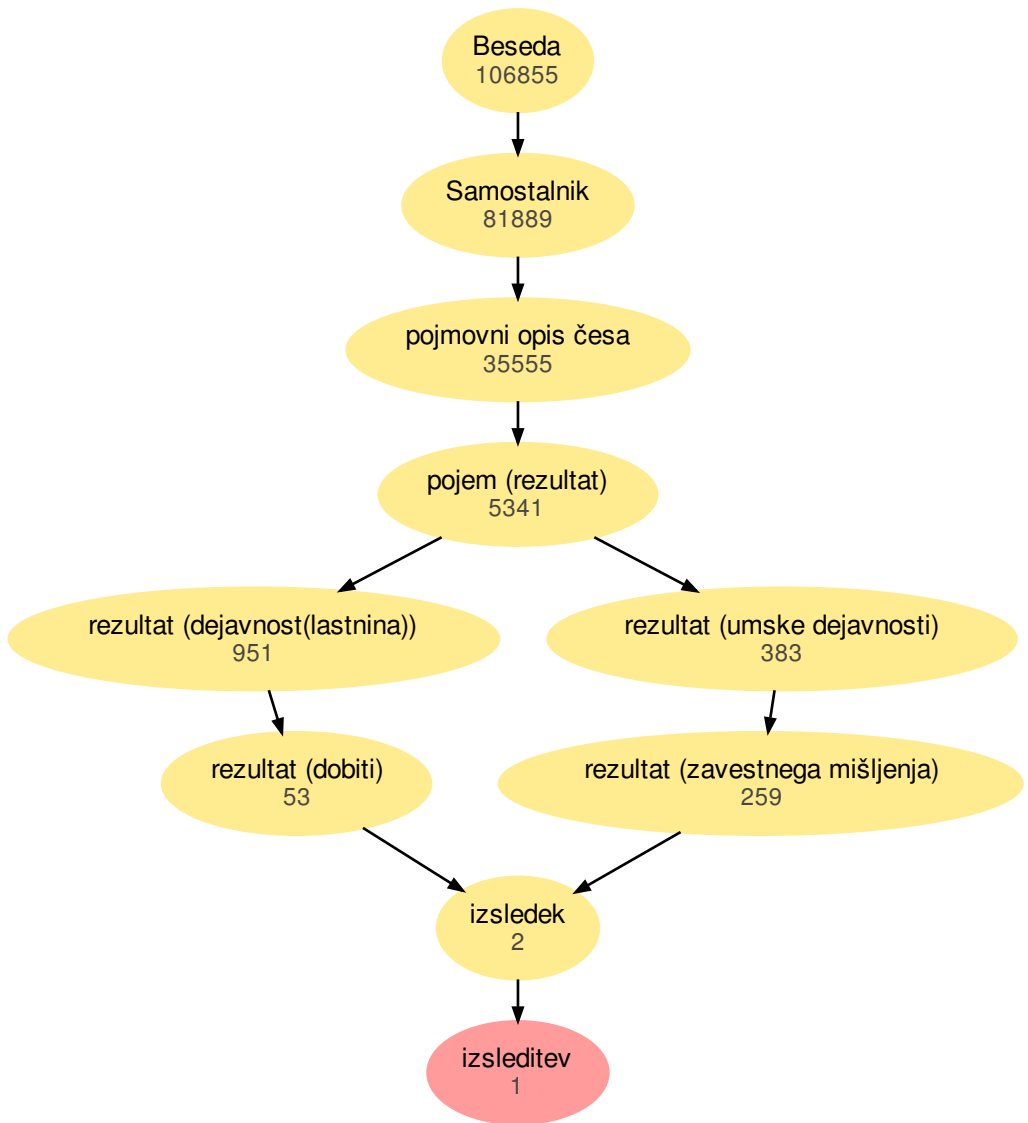 Beseda
106855
Samostalnik
81889
pojmovni opis česa
35555
pojem (rezultat)
5341
rezultat (dejavnost(lastnina))
951
rezultat (umske dejavnosti)
383
rezultat (dobiti)
53
rezultat (zavestnega mišljenja)
259
izsledek
2
izsleditev
1